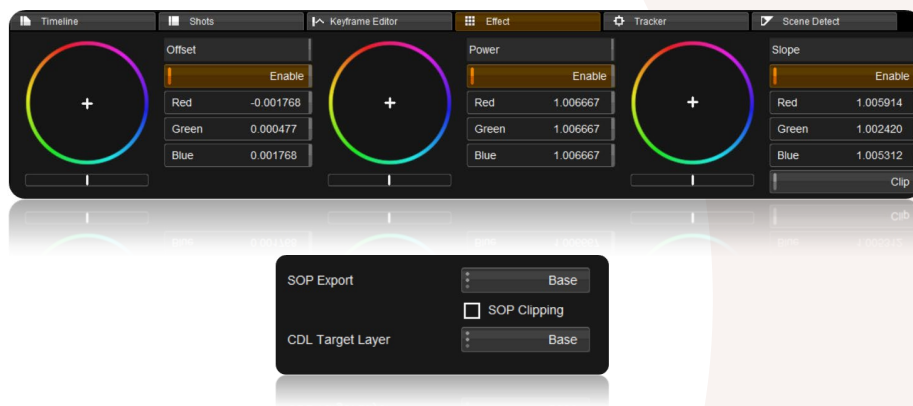 Timeline Shots Keyframe Editor Effect Tracker Scene Detect
Offset Power Slope
Enable Enable Enable
Red -0.001768 Red 1.006667 Red 1.005914
Green 0.000477 Green 1.006667 Green 1.002420
Blue 0.001768 Blue 1.006667 Blue 1.005312
Clip
SOP Export Base
SOP Clipping
CDL Target Layer Base